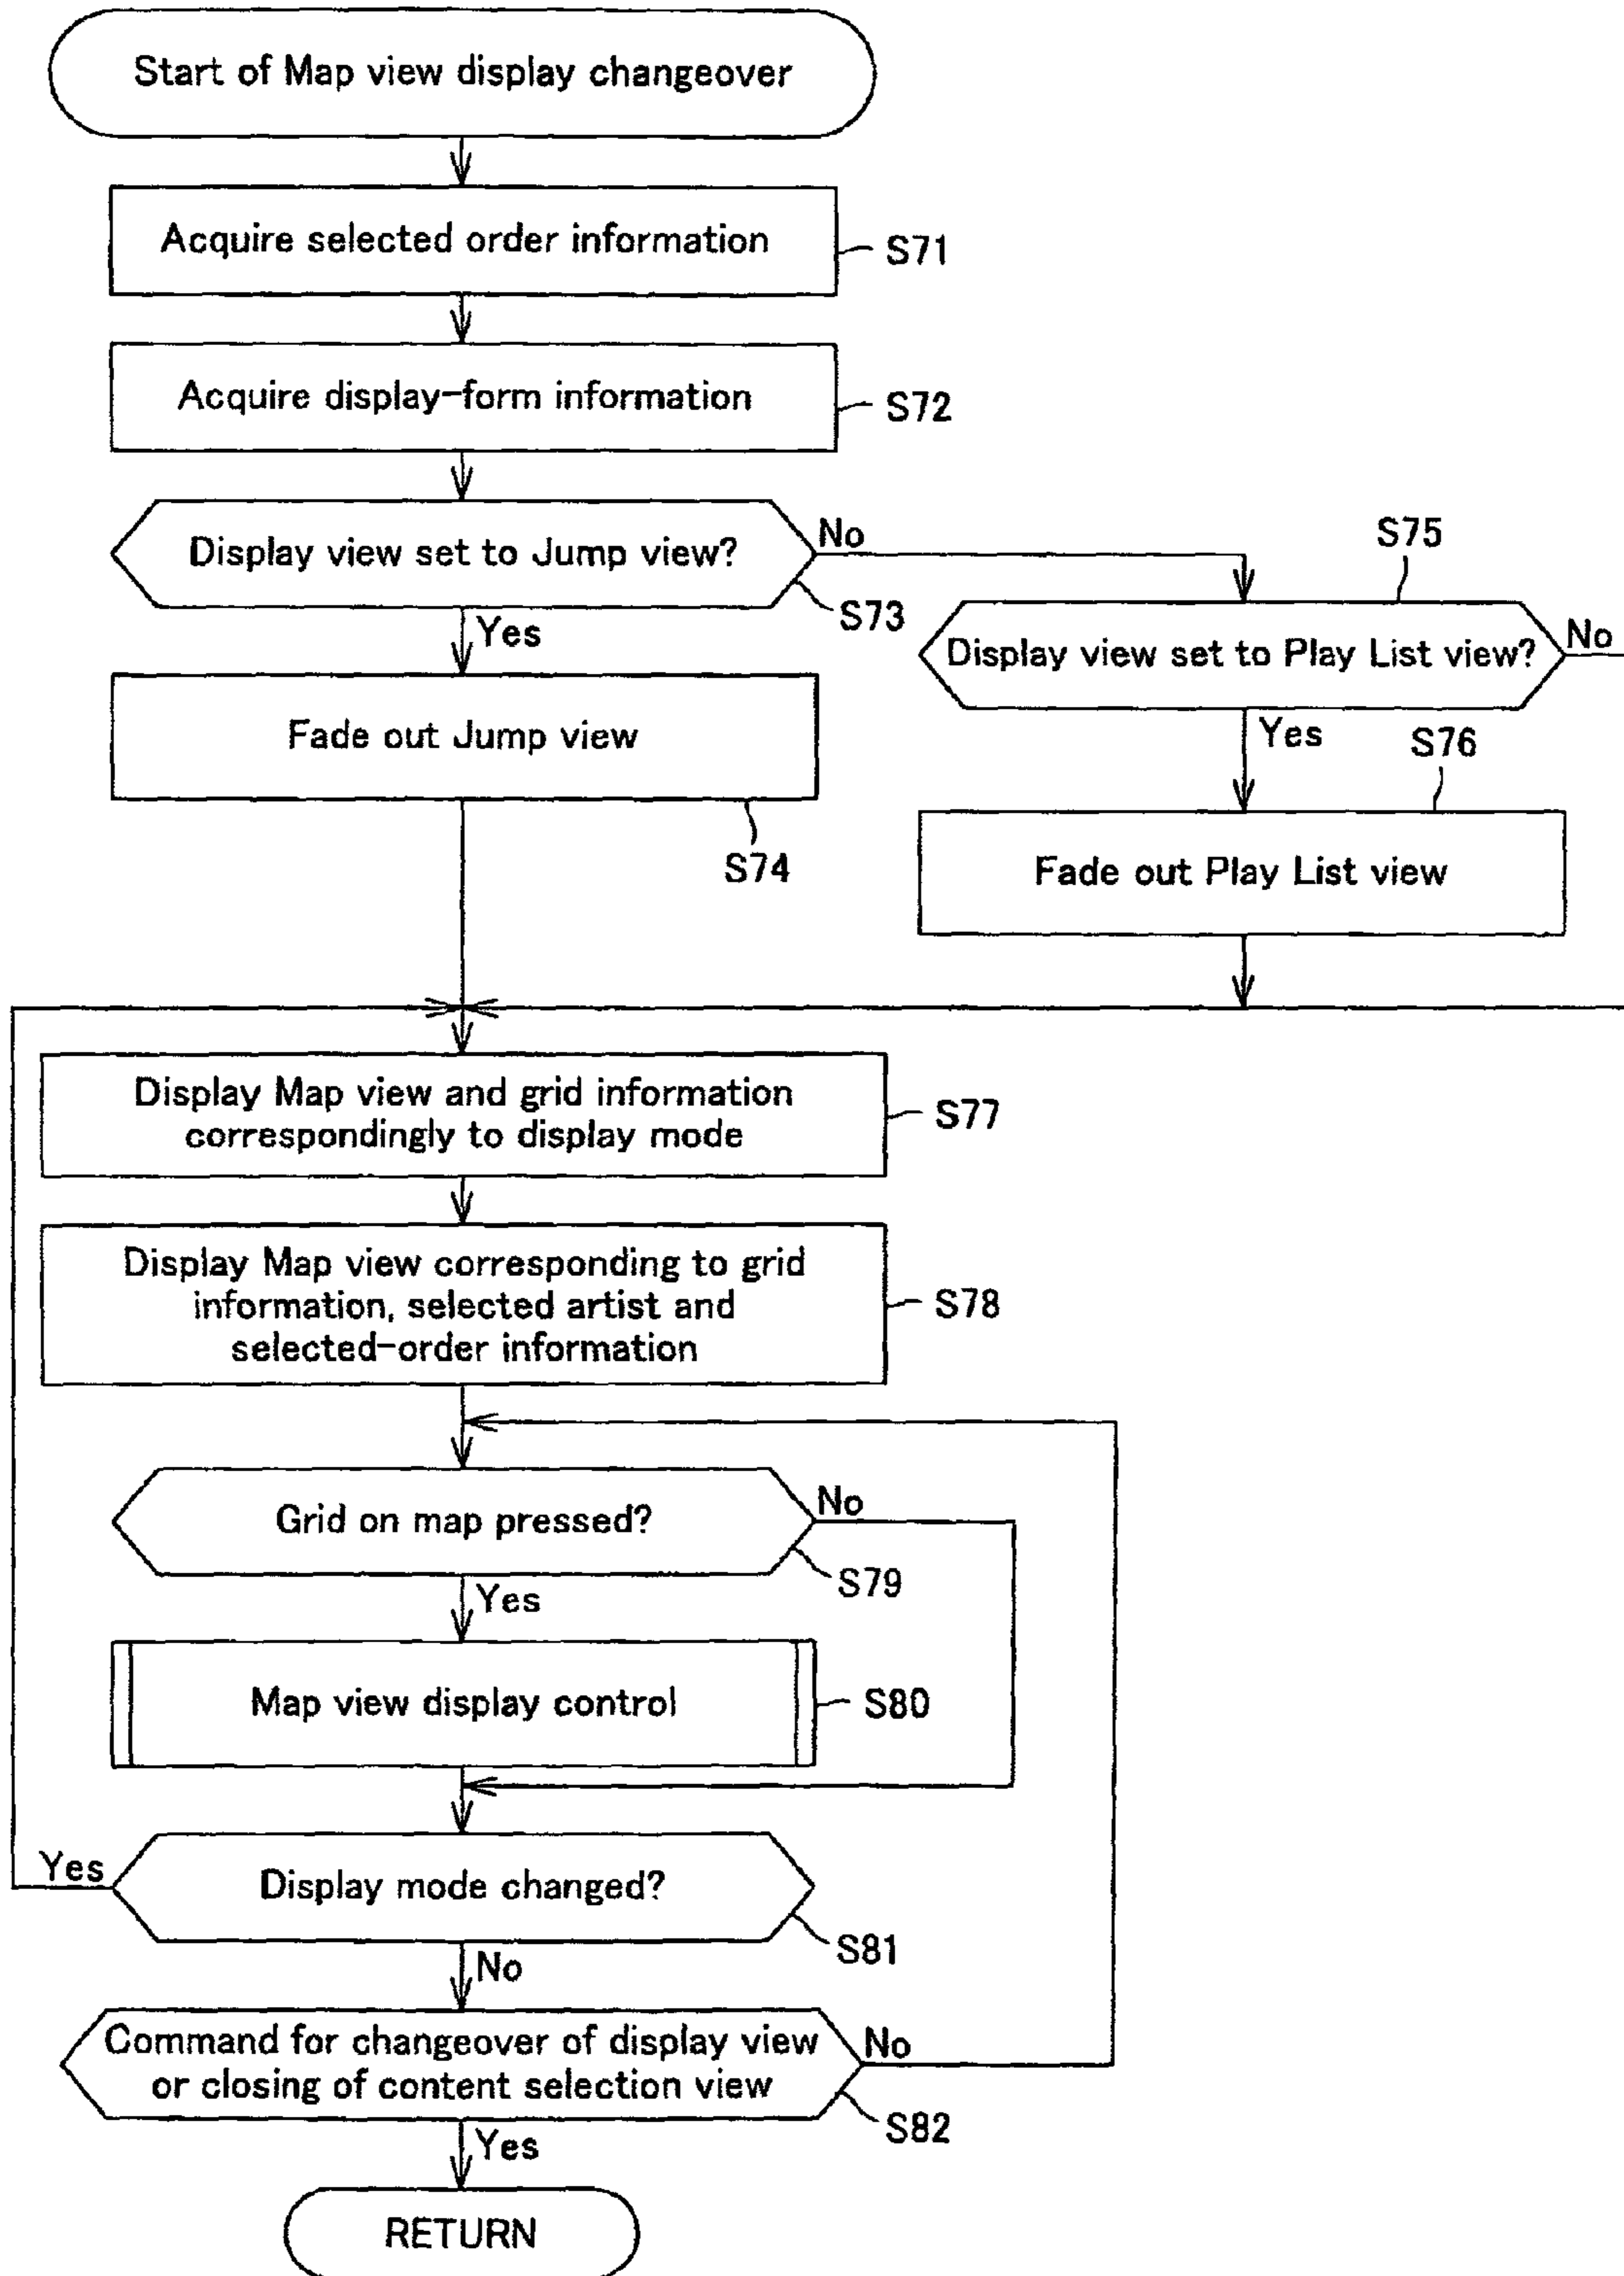 Start of Map view display changeover
Acquire selected order information
S71
Acquire display-form information
S72
Display view set to Jump view?
No
S73
Yes
S75
Display view set to Play List view?
No
Yes
S76
Fade out Jump view
S74
Fade out Play List view
Display Map view and grid information
correspondingly to display mode
S77
Display Map view corresponding to grid
information, selected artist and
selected-order information
S78
Grid on map pressed?
No
S79
Yes
Map view display control
S80
Yes
Display mode changed?
S81
No
Command for changeover of display view
or closing of content selection view
No
S82
Yes
RETURN